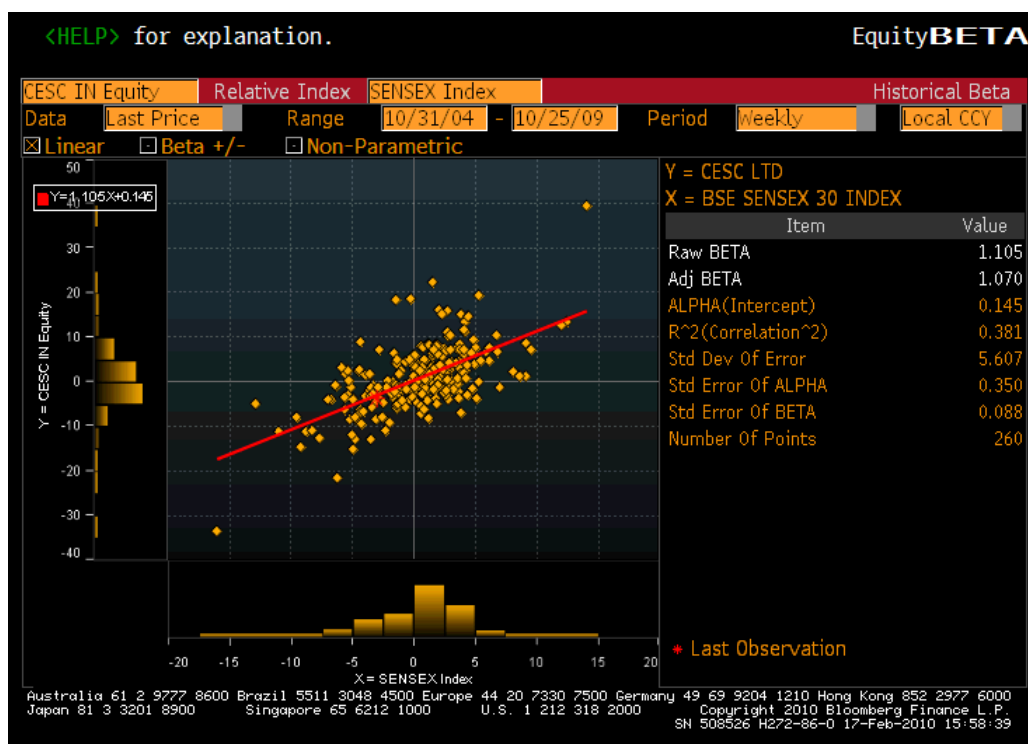 <HELP> for explanation.
EquityBETA
CESC IN Equity Relative Index SENSEX Index Historical Beta
Data Last Price Range 10/31/04 - 10/25/09 Period Weekly Local CCY
Linear Beta +/- Non-Parametric
Y = CESC LTD
X = BSE SENSEX 30 INDEX
Item Value
Raw BETA 1.105
Adj BETA 1.070
ALPHA(Intercept) 0.145
R^2(Correlation^2) 0.381
Std Dev Of Error 5.607
Std Error Of ALPHA 0.350
Std Error Of BETA 0.088
Number Of Points 260
* Last Observation
Y=1.105X+0.145
Y = CESC IN Equity
50
40
30
20
10
0
-10
-20
-30
-40
-20 -15 -10 -5 0 5 10 15 20
X = SENSEX Index
Australia 61 2 9777 8600 Brazil 5511 3048 4500 Europe 44 20 7330 7500 Germany 49 69 9204 1210 Hong Kong 852 2977 6000
Japan 81 3 3201 8900 Singapore 65 6212 1000 U.S. 1 212 318 2000 Copyright 2010 Bloomberg Finance L.P.
SN 508526 H272-86-0 17-Feb-2010 15:58:39